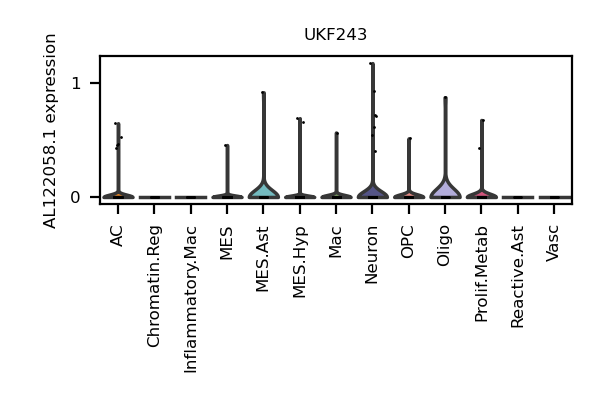 UKF243
AL122058.1 expression
1
0
AC
Chromatin.Reg
Inflammatory.Mac
MES
MES.Ast
MES.Hyp
Mac
Neuron
OPC
Oligo
Prolif.Metab
Reactive.Ast
Vasc